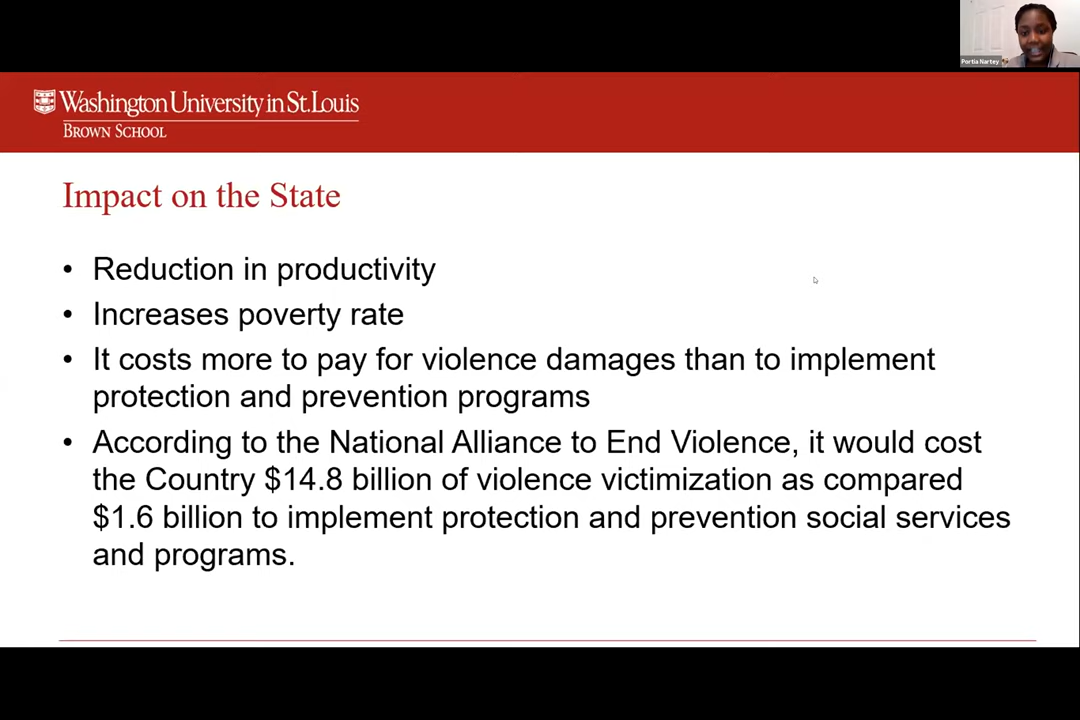 Portia Nartey
Washington University in St. Louis
BROWN SCHOOL
Impact on the State
• Reduction in productivity
• Increases poverty rate
• It costs more to pay for violence damages than to implement
protection and prevention programs
• According to the National Alliance to End Violence, it would cost
the Country $14.8 billion of violence victimization as compared
$1.6 billion to implement protection and prevention social services
and programs.